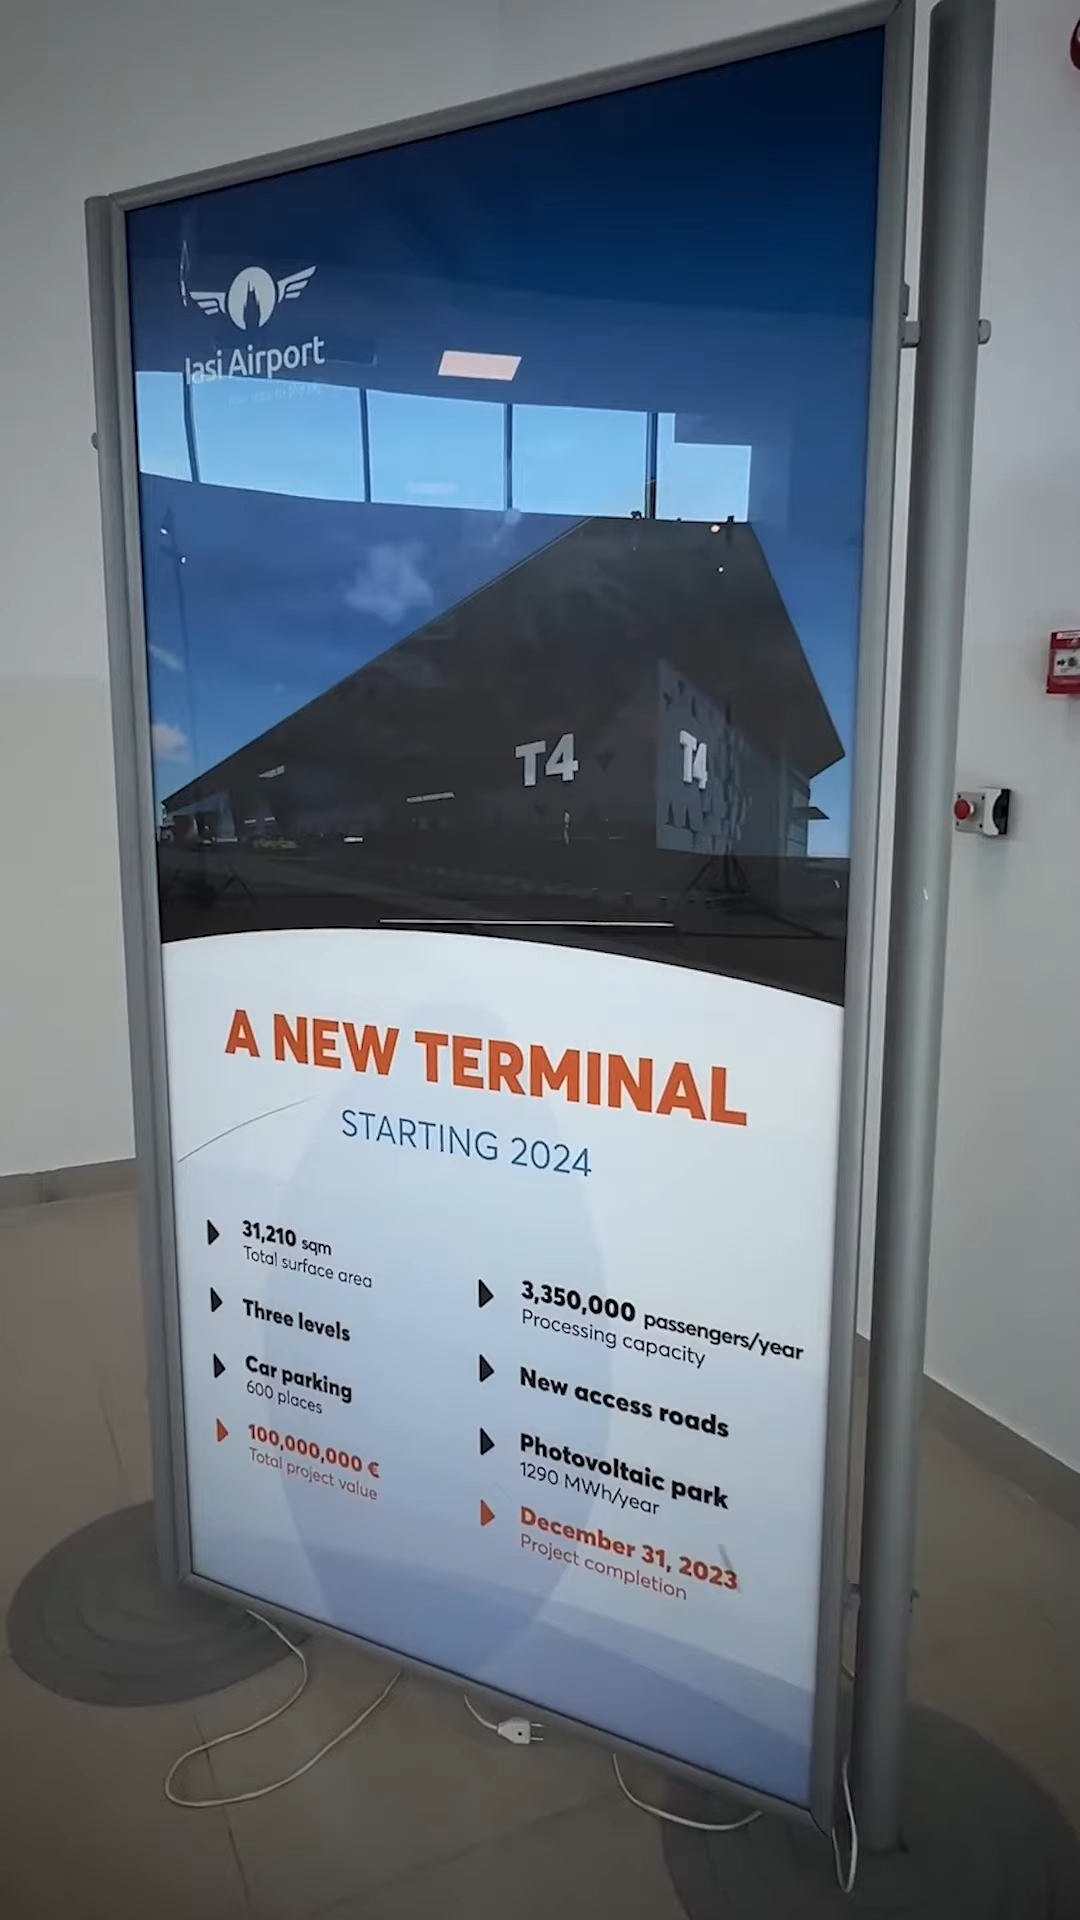 Iasi Airport
T4
T4
A NEW TERMINAL
STARTING 2024
31,210 sqm
Total surface area
Three levels
Car parking
600 places
100,000,000 €
Total project value
3,350,000 passengers/year
Processing capacity
New access roads
Photovoltaic park
1290 MWh/year
December 31, 2023
Project completion